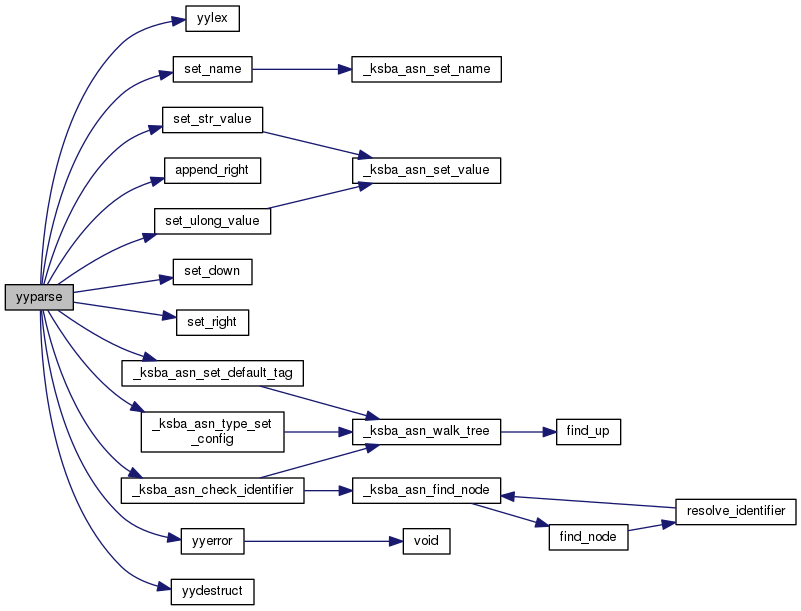 yylex
set_name
_ksba_asn_set_name
set_str_value
append_right
_ksba_asn_set_value
set_ulong_value
set_down
yyparse
set_right
_ksba_asn_set_default_tag
_ksba_asn_type_set
_config
_ksba_asn_walk_tree
find_up
_ksba_asn_check_identifier
_ksba_asn_find_node
resolve_identifier
find_node
yyerror
void
yydestruct